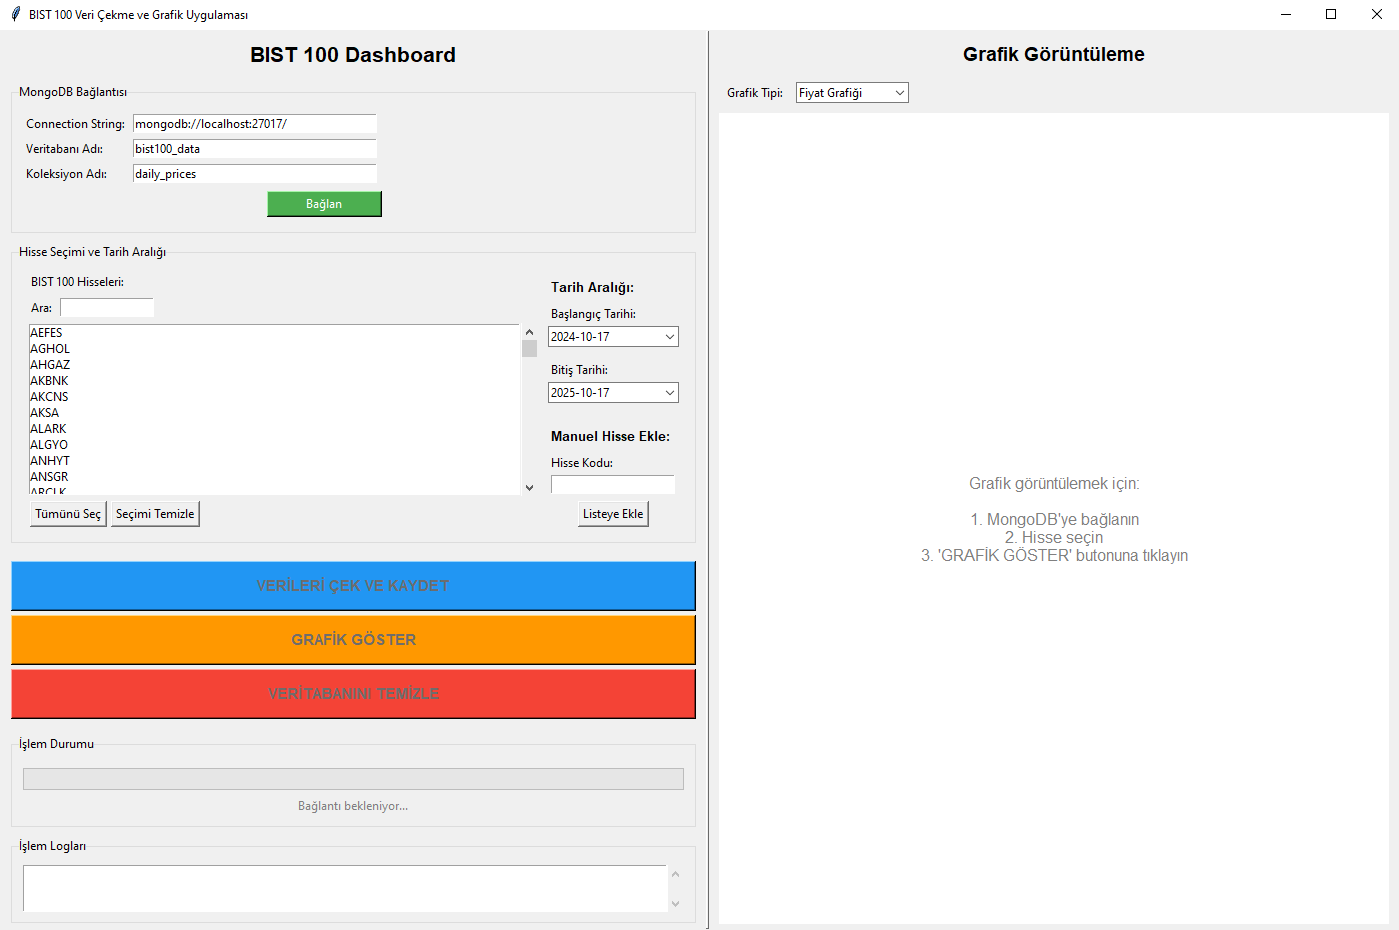 BIST 100 Veri Çekme ve Grafik Uygulaması
BIST 100 Dashboard
MongoDB Bağlantısı
Connection String: mongodb://localhost:27017/
Veritabanı Adı: bist100_data
Koleksiyon Adı: daily_prices
Bağlan
Hisse Seçimi ve Tarih Aralığı
BIST 100 Hisseleri:
Ara:
AEFES
AGHOL
AHGAZ
AKBNK
AKCNS
AKSA
ALARK
ALGYO
ANHYT
ANSGR
ARCLK
Tümünü Seç Seçimi Temizle
Tarih Aralığı:
Başlangıç Tarihi:
2024-10-17
Bitiş Tarihi:
2025-10-17
Manuel Hisse Ekle:
Hisse Kodu:
Listeye Ekle
VERİLERİ ÇEK VE KAYDET
GRAFİK GÖSTER
VERİTABANINI TEMİZLE
İşlem Durumu
Bağlantı bekleniyor...
İşlem Logları
Grafik Görüntüleme
Grafik Tipi: Fiyat Grafiği
Grafik görüntülemek için:
1. MongoDB'ye bağlanın
2. Hisse seçin
3. 'GRAFİK GÖSTER' butonuna tıklayın